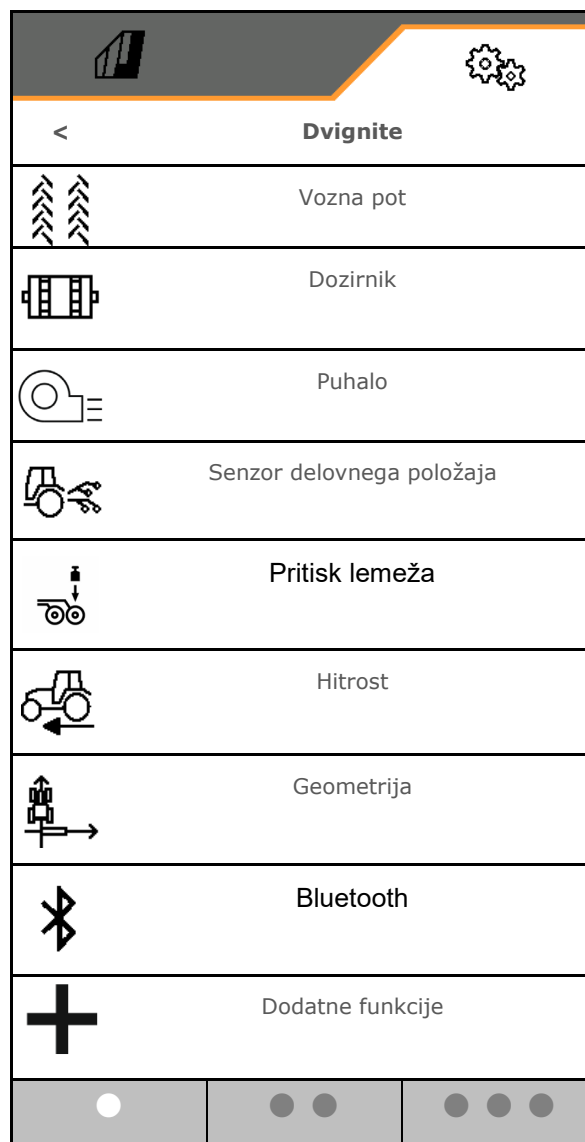 < Dvignite
Vozna pot
Dozirnik
Puhalo
Senzor delovnega položaja
Pritisk lemeža
Hitrost
Geometrija
Bluetooth
Dodatne funkcije